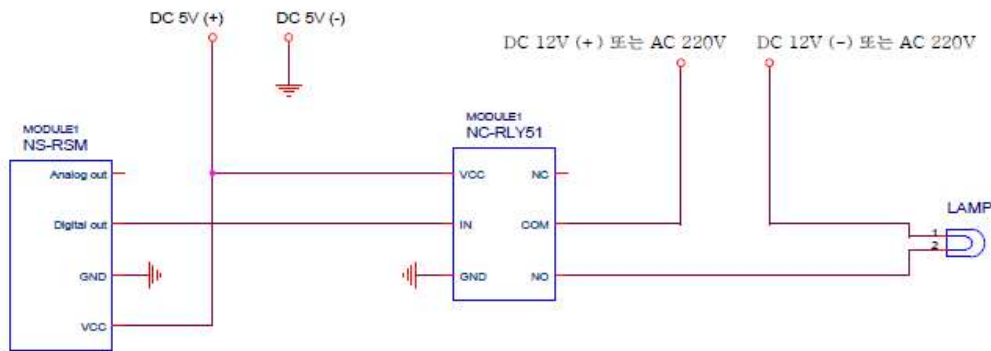 DC 5V (+)
DC 5V (-)
DC 12V (+) 또는 AC 220V
DC 12V (-) 또는 AC 220V
MODULE1
NS-RSM
Analog out
Digital out
GND
VCC
MODULE1
NC-RLY51
VCC
NC
IN
COM
GND
NO
LAMP
1
2